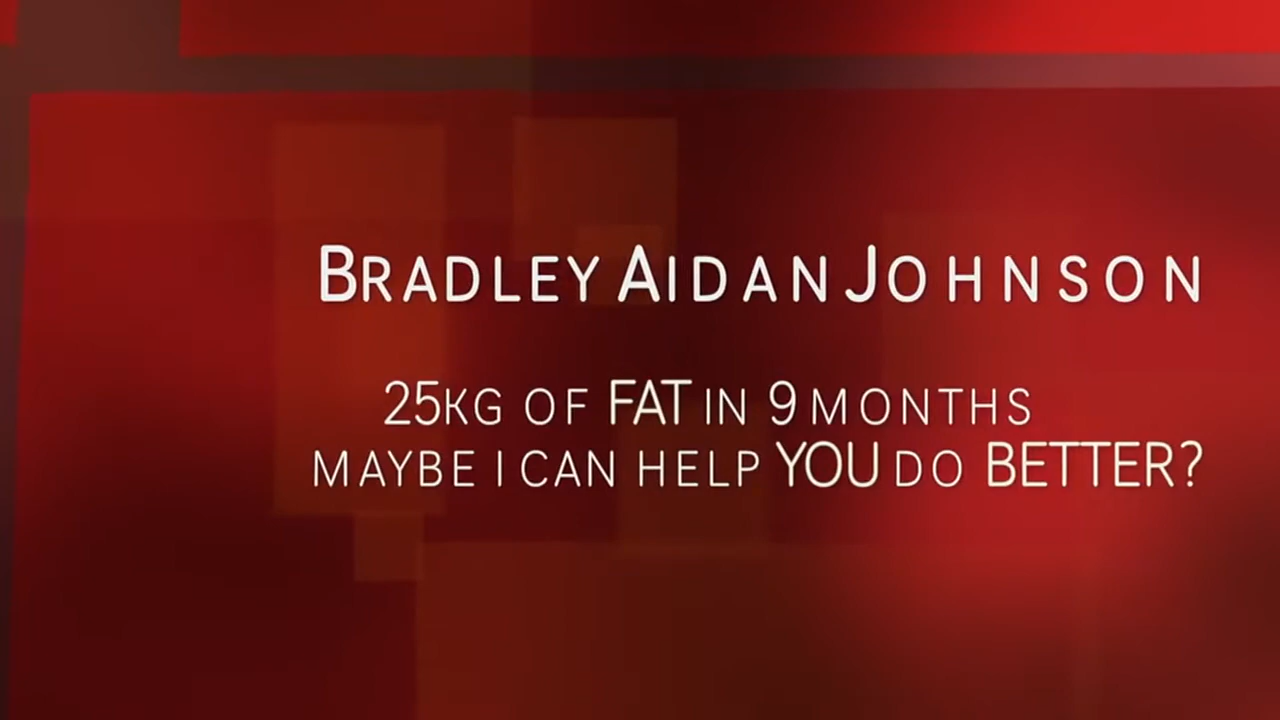 BRADLEY AIDAN JOHNSON
25KG OF FAT IN 9 MONTHS
MAYBE I CAN HELP YOU DO BETTER?